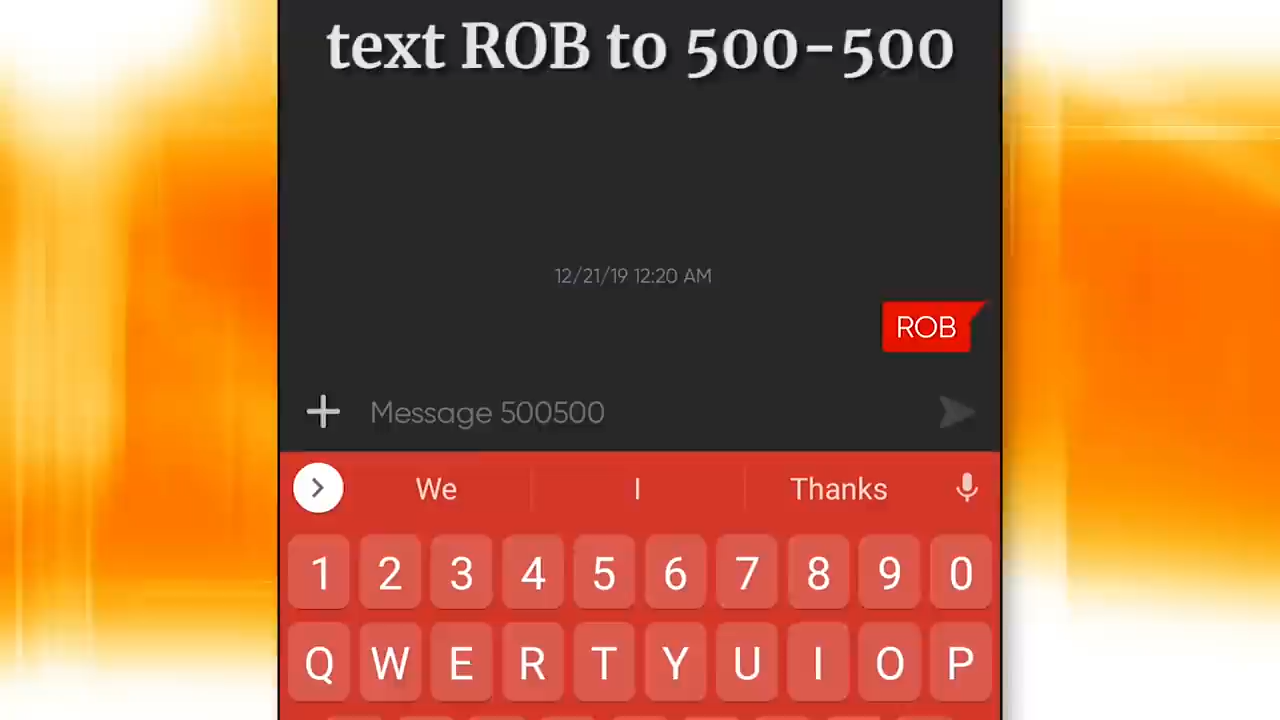 text ROB to 500-500
12/21/19 12:20 AM
ROB
Message 500500
We I Thanks
1 2 3 4 5 6 7 8 9 0
Q W E R T Y U I O P